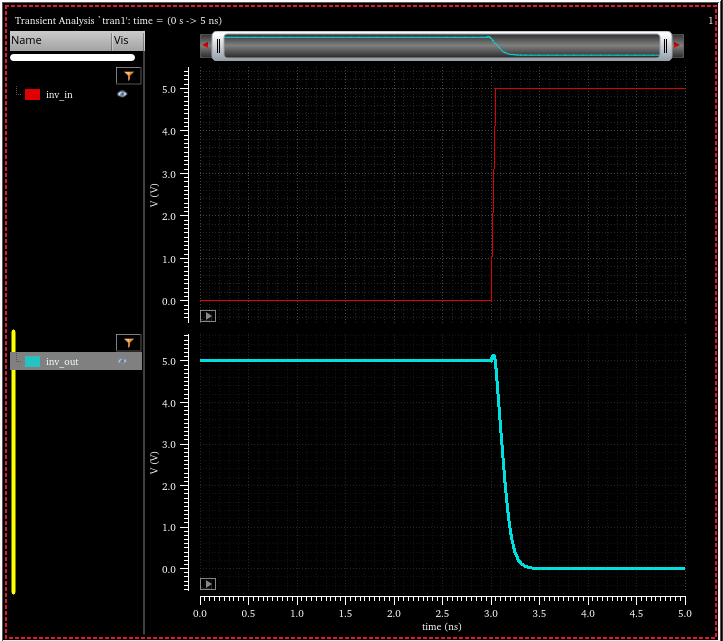 Transient Analysis `tran1': time = (0 s -> 5 ns)
1
Name
Vis
inv_in
5.0
4.0
3.0
2.0
1.0
0.0
V (V)
inv_out
5.0
4.0
3.0
2.0
1.0
0.0
V (V)
0.0 0.5 1.0 1.5 2.0 2.5 3.0 3.5 4.0 4.5 5.0
time (ns)